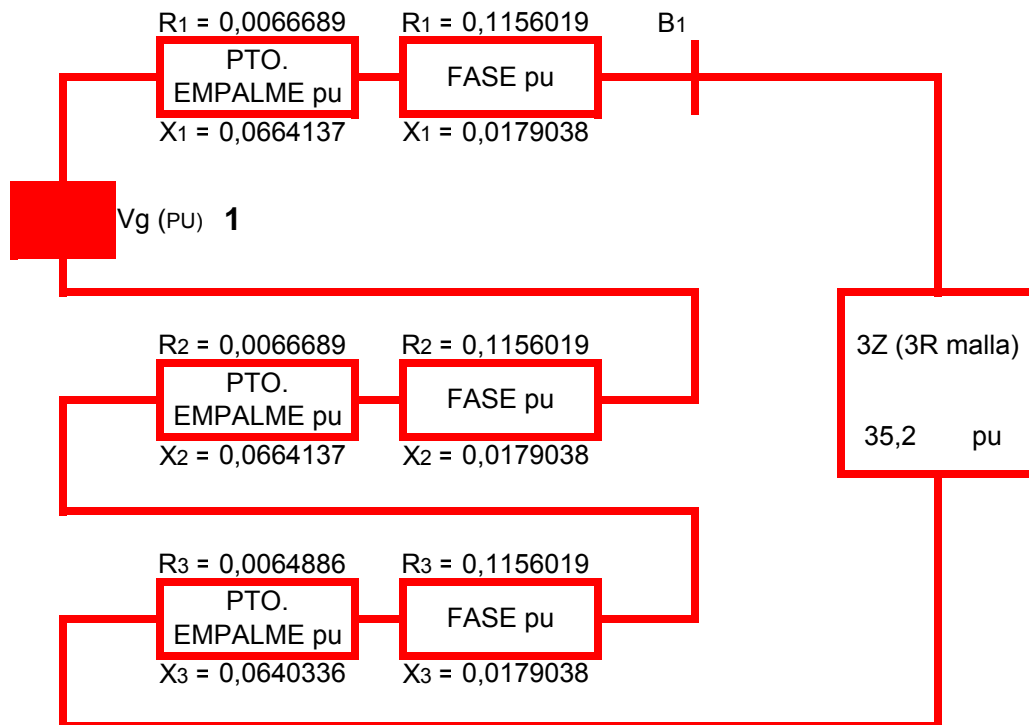 R1 = 0,0066689 R1 = 0,1156019 B1
PTO.
EMPALME pu
FASE pu
X1 = 0,0664137 X1 = 0,0179038
Vg (PU) 1
R2 = 0,0066689 R2 = 0,1156019
PTO.
EMPALME pu
FASE pu
X2 = 0,0664137 X2 = 0,0179038
3Z (3R malla)
35,2 pu
R3 = 0,0064886 R3 = 0,1156019
PTO.
EMPALME pu
FASE pu
X3 = 0,0640336 X3 = 0,0179038